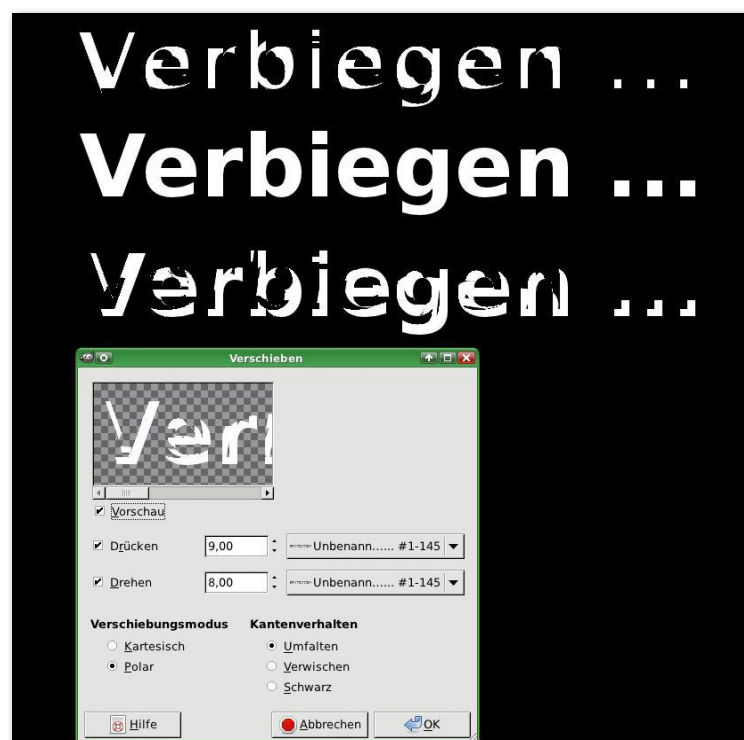 Verbiegen ...
Verbiegen ...
Verbiegen ...
Verschieben
Ver
Vorschau
Drücken 9,00 Unbenann...... #1-145
Drehen 8,00 Unbenann...... #1-145
Verschiebungsmodus Kantenverhalten
Kartesisch Umfalten
Polar Verwischen
Schwarz
Hilfe Abbrechen OK